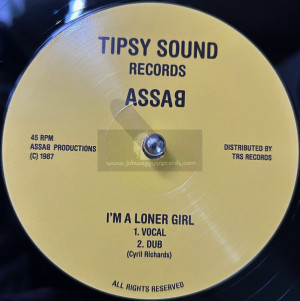 TIPSY SOUND
RECORDS
ASSAB
45 RPM
ASSAB PRODUCTIONS
(C) 1987
DISTRIBUTED BY
TRS RECORDS
I'M A LONER GIRL
1. VOCAL
2. DUB
(Cyril Richards)
ALL RIGHTS RESERVED